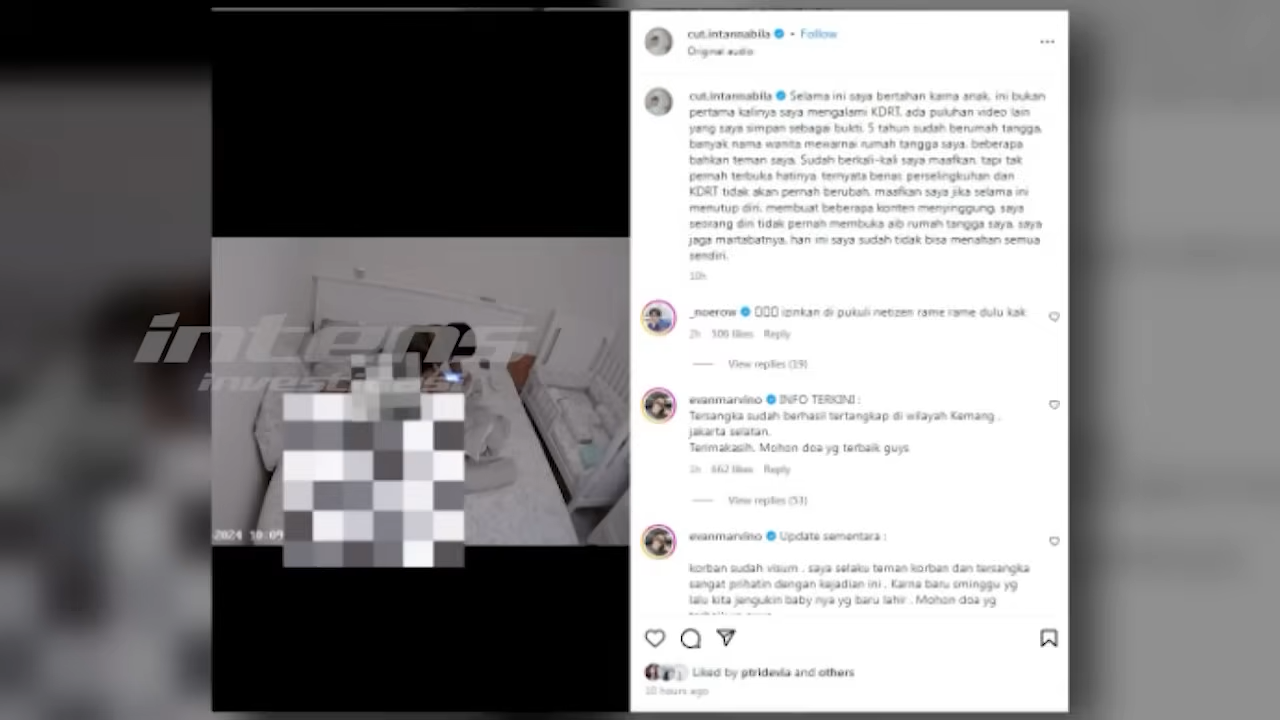 cut.intannabila • Follow
Original audio
cut.intannabila Selama ini saya bertahan karna anak, ini bukan
pertama kalinya saya mengalami KDRT, ada puluhan video lain
yang saya simpan sebagai bukti. 5 tahun sudah berumah tangga,
banyak nama wanita mewarnai rumah tangga saya, beberapa
bahkan teman saya. Sudah berkali-kali saya maafkan, tapi tak
pernah terbuka hatinya, ternyata benar, perselingkuhan dan
KDRT tidak akan pernah berubah, maafkan saya jika selama ini
menutup diri, membuat beberapa konten menyinggung, saya
seorang diri tidak pernah membuka aib rumah tangga saya, saya
jaga martabatnya, hari ini saya sudah tidak bisa menahan semua
sendiri.
10h
_noerow izinkan di pukuli netizen rame rame dulu kak
2h 506 likes Reply
View replies (19)
evanmarvino INFO TERKINI :
Tersangka sudah berhasil tertangkap di wilayah Kemang ,
jakarta selatan.
Terimakasih. Mohon doa yg terbaik guys
1h 662 likes Reply
View replies (53)
evanmarvino Update sementara :
korban sudah visum . saya selaku teman korban dan tersangka
sangat prihatin dengan kejadian ini . Karna baru sminggu yg
lalu kita jengukin baby nya yg baru lahir . Mohon doa yg
Liked by ptridevia and others
10 hours ago
intens
investigasi
2024 10:09